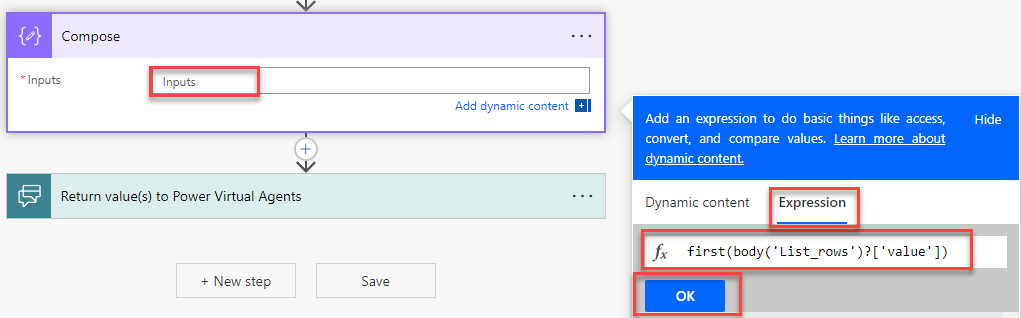 Compose
...
*Inputs
Inputs
Add dynamic content
Return value(s) to Power Virtual Agents
...
+ New step
Save
Add an expression to do basic things like access,
convert, and compare values. Learn more about
dynamic content.
Hide
Dynamic content
Expression
fx first(body('List_rows')?['value'])
OK